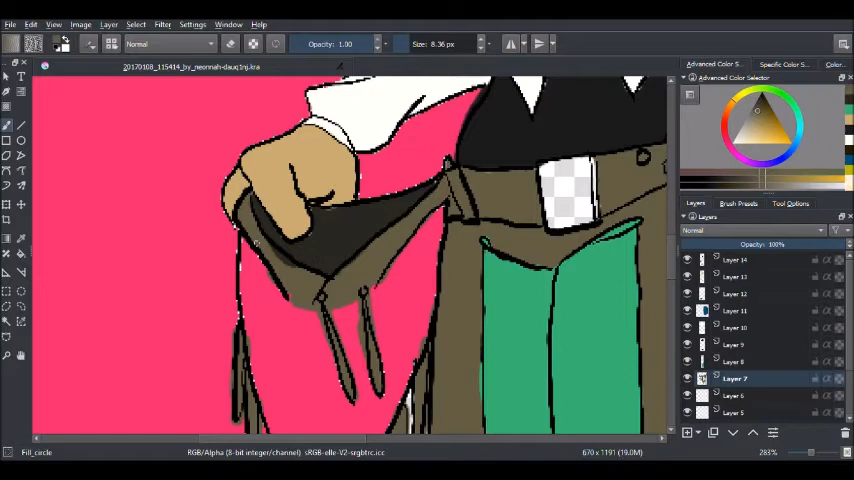 File Edit View Image Layer Select Filter Settings Window Help
Normal Opacity: 1.00 Size: 8.36 px
20170108_115414_by_neormah-dauq1nj.kra
Advanced Color S... Specific Color... Color...
Advanced Color Selector
Layers Brush Presets Tool Options
Layers
Normal
Opacity: 100%
Layer 14
Layer 13
Layer 12
Layer 11
Layer 10
Layer 9
Layer 8
Layer 7
Layer 6
Layer 5
Fill_circle RGB/Alpha (8-bit integer/channel) sRGB-elle-V2-srgbtrc.icc 670 x 1191 (19.0M) 283%